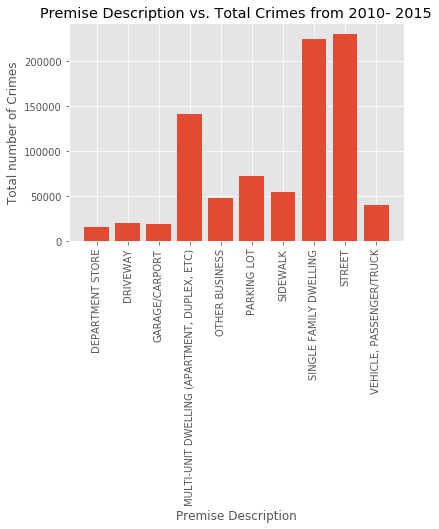 Premise Description vs. Total Crimes from 2010- 2015
Total number of Crimes
200000
150000
100000
50000
0
DEPARTMENT STORE
DRIVEWAY
GARAGE/CARPORT
MULTI-UNIT DWELLING (APARTMENT, DUPLEX, ETC)
OTHER BUSINESS
PARKING LOT
SIDEWALK
SINGLE FAMILY DWELLING
STREET
VEHICLE, PASSENGER/TRUCK
Premise Description